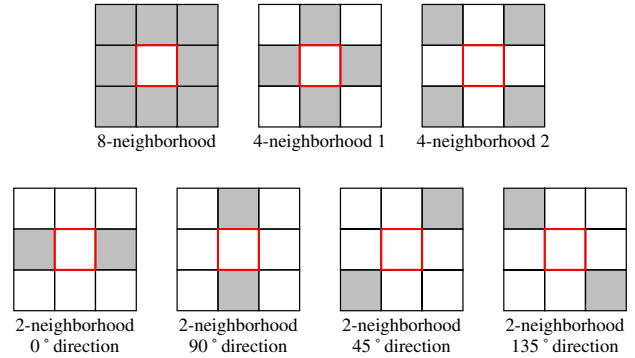 8-neighborhood
4-neighborhood 1
4-neighborhood 2
2-neighborhood
0° direction
2-neighborhood
90° direction
2-neighborhood
45° direction
2-neighborhood
135° direction